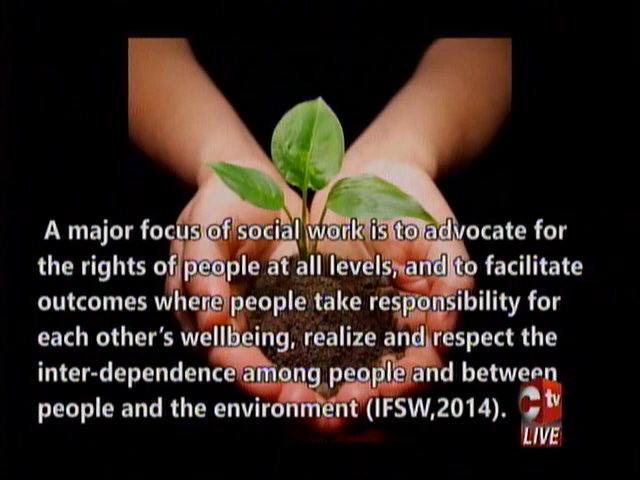 A major focus of social work is to advocate for
the rights of people at all levels, and to facilitate
outcomes where people take responsibility for
each other's wellbeing, realize and respect the
inter-dependence among people and between
people and the environment (IFSW,2014).
Ctv
LIVE